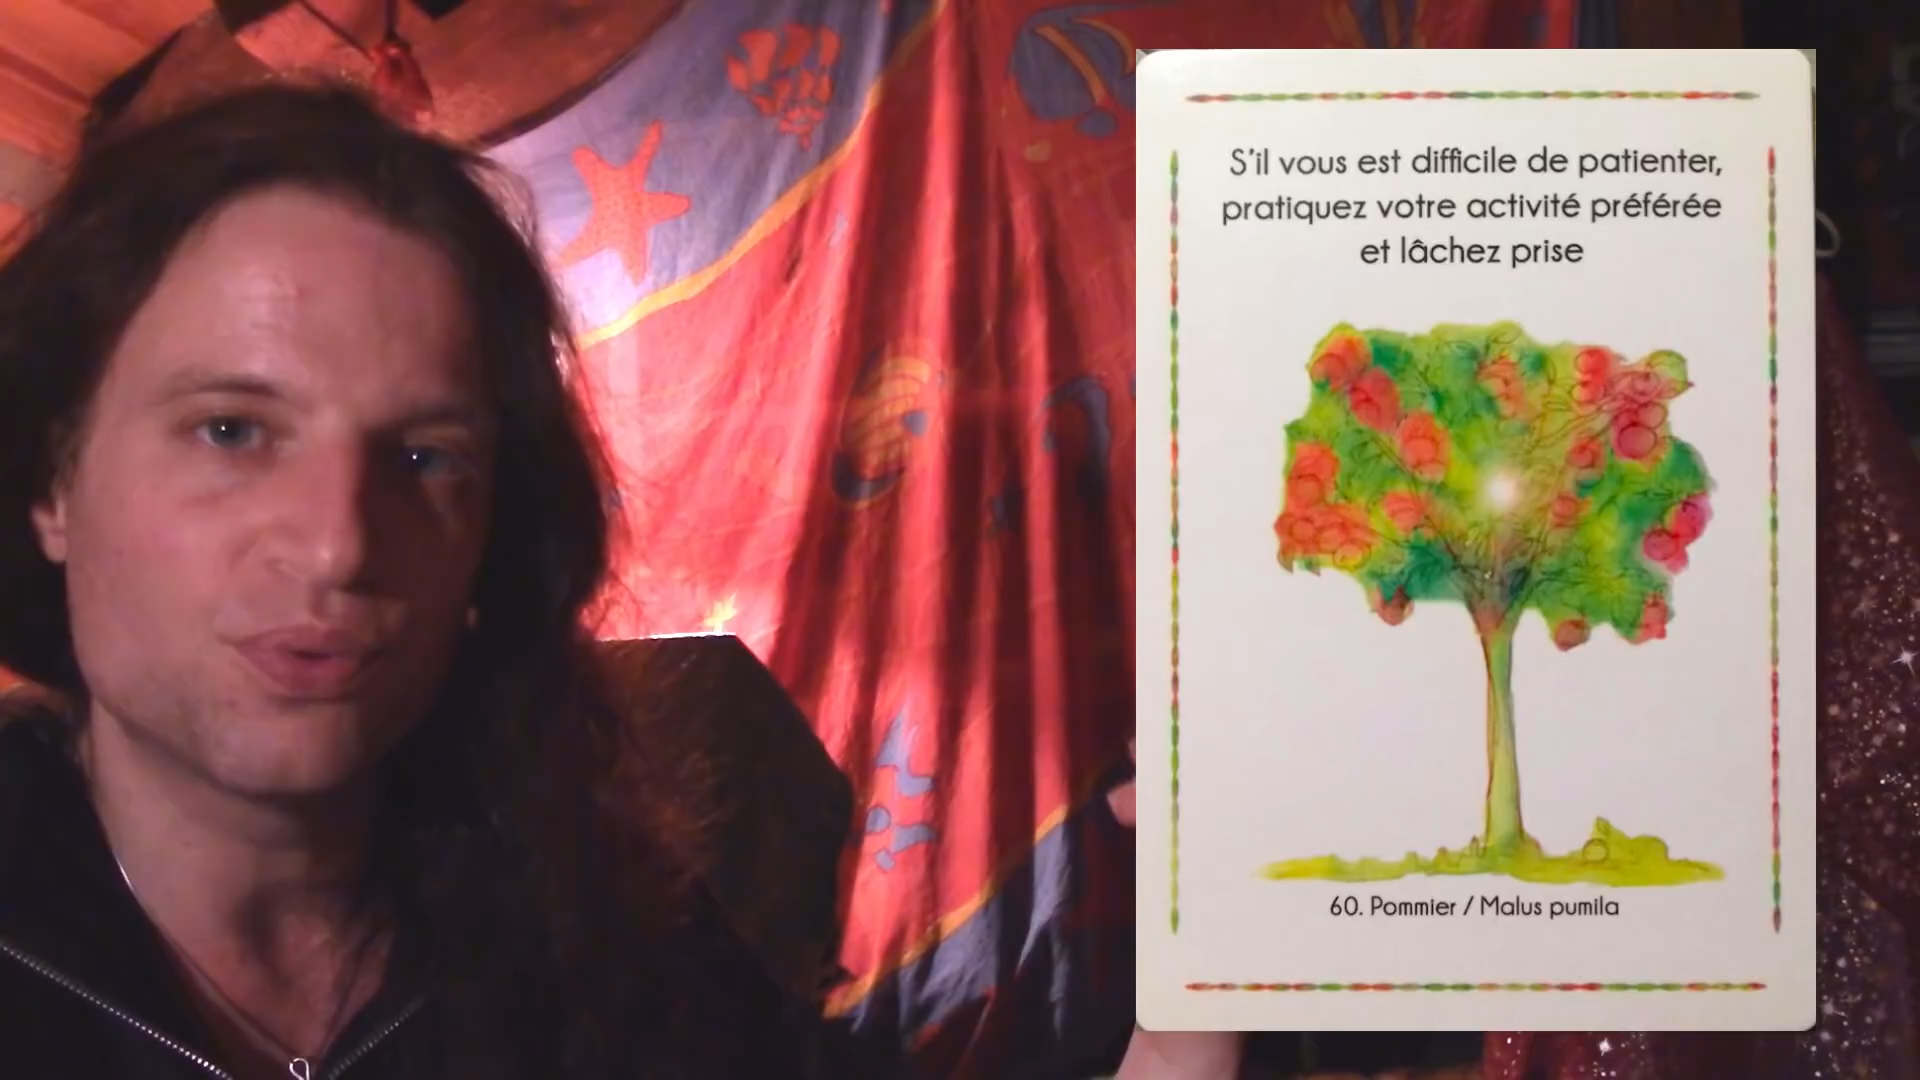 S'il vous est difficile de patienter,
pratiquez votre activité préférée
et lâchez prise
60. Pommier / Malus pumila